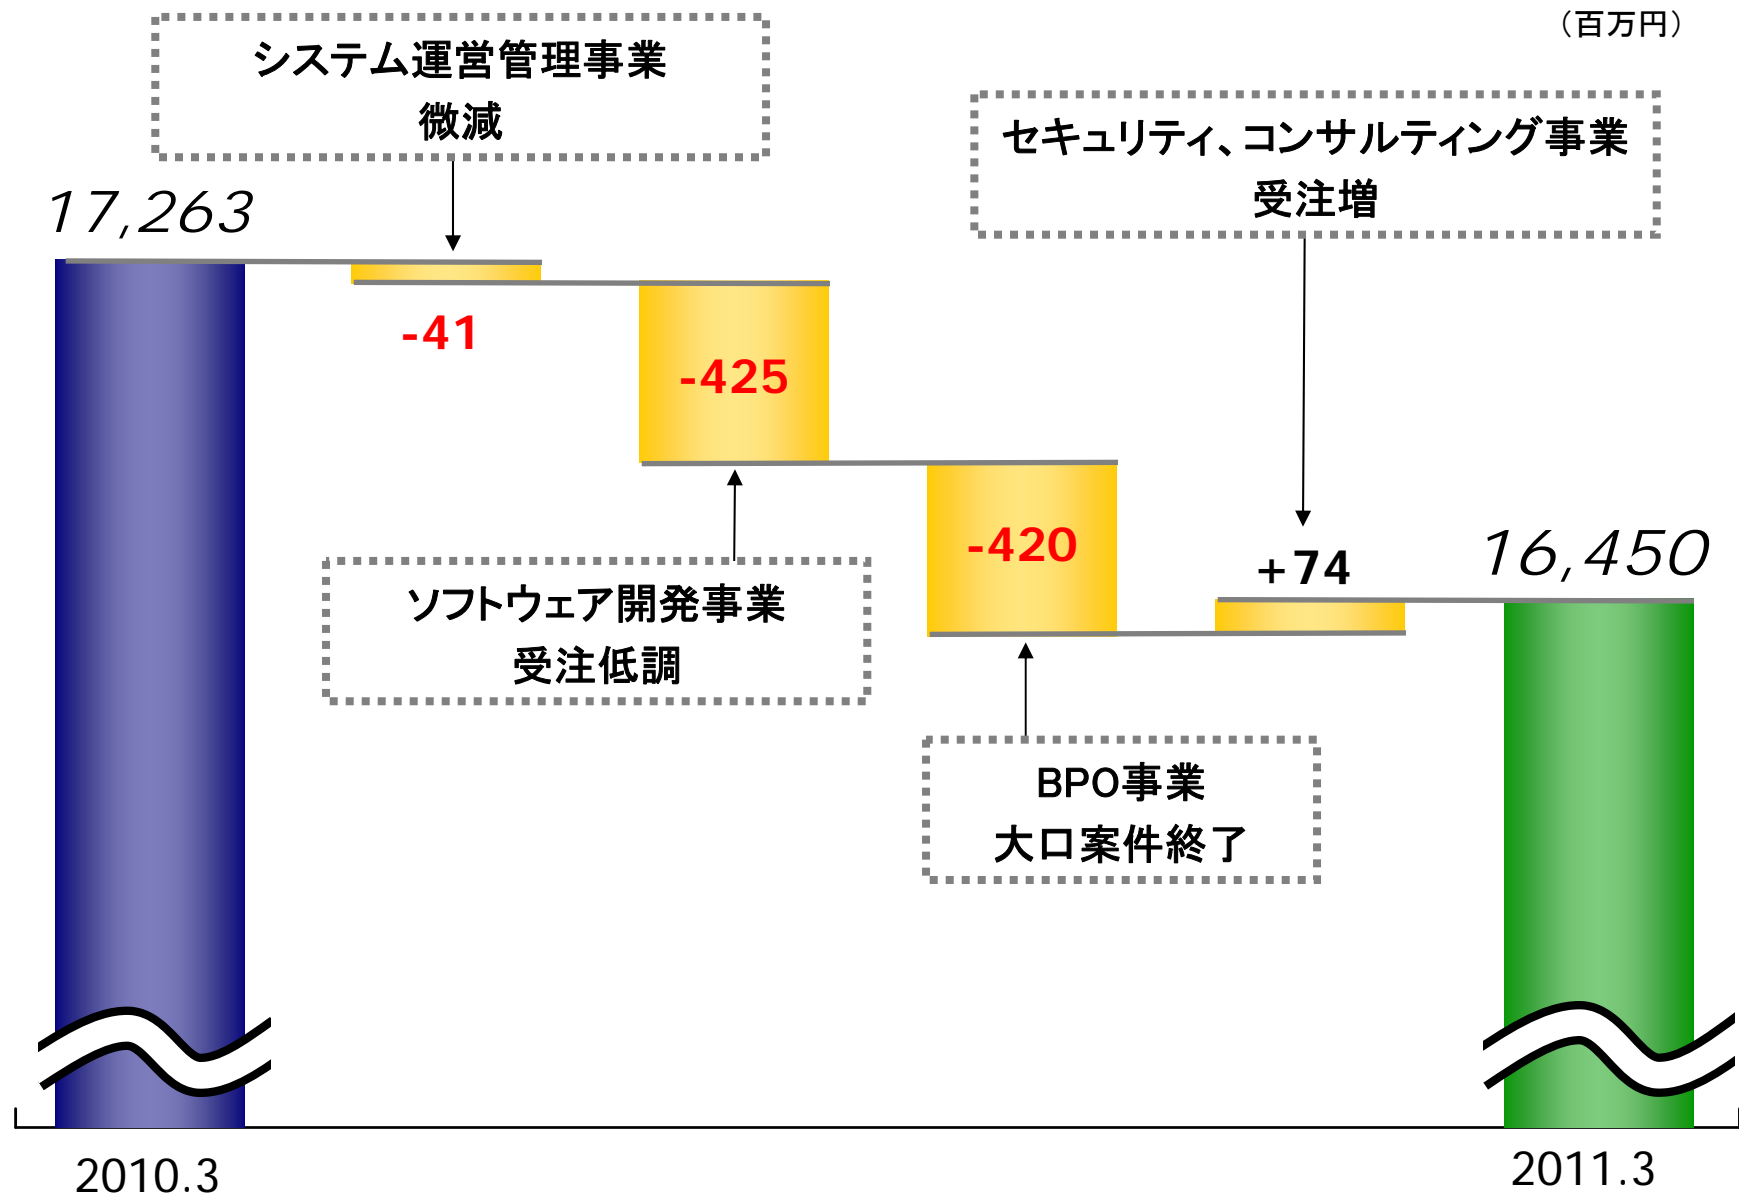 （百万円）
システム運営管理事業
微減
セキュリティ、コンサルティング事業
受注増
17,263
-41
-425
-420
+74
16,450
ソフトウェア開発事業
受注低調
BPO事業
大口案件終了
2010.3
2011.3